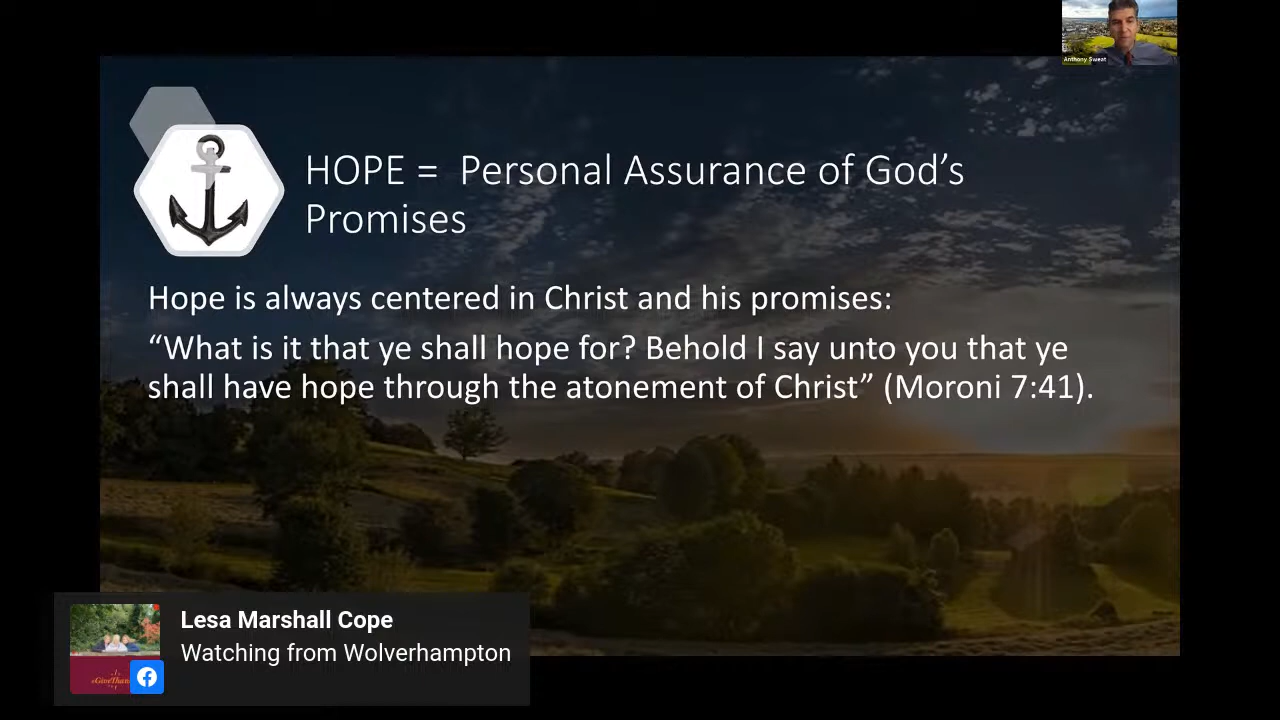 Anthony Sweat
HOPE = Personal Assurance of God’s
Promises
Hope is always centered in Christ and his promises:
“What is it that ye shall hope for? Behold I say unto you that ye
shall have hope through the atonement of Christ” (Moroni 7:41).
Lesa Marshall Cope
Watching from Wolverhampton